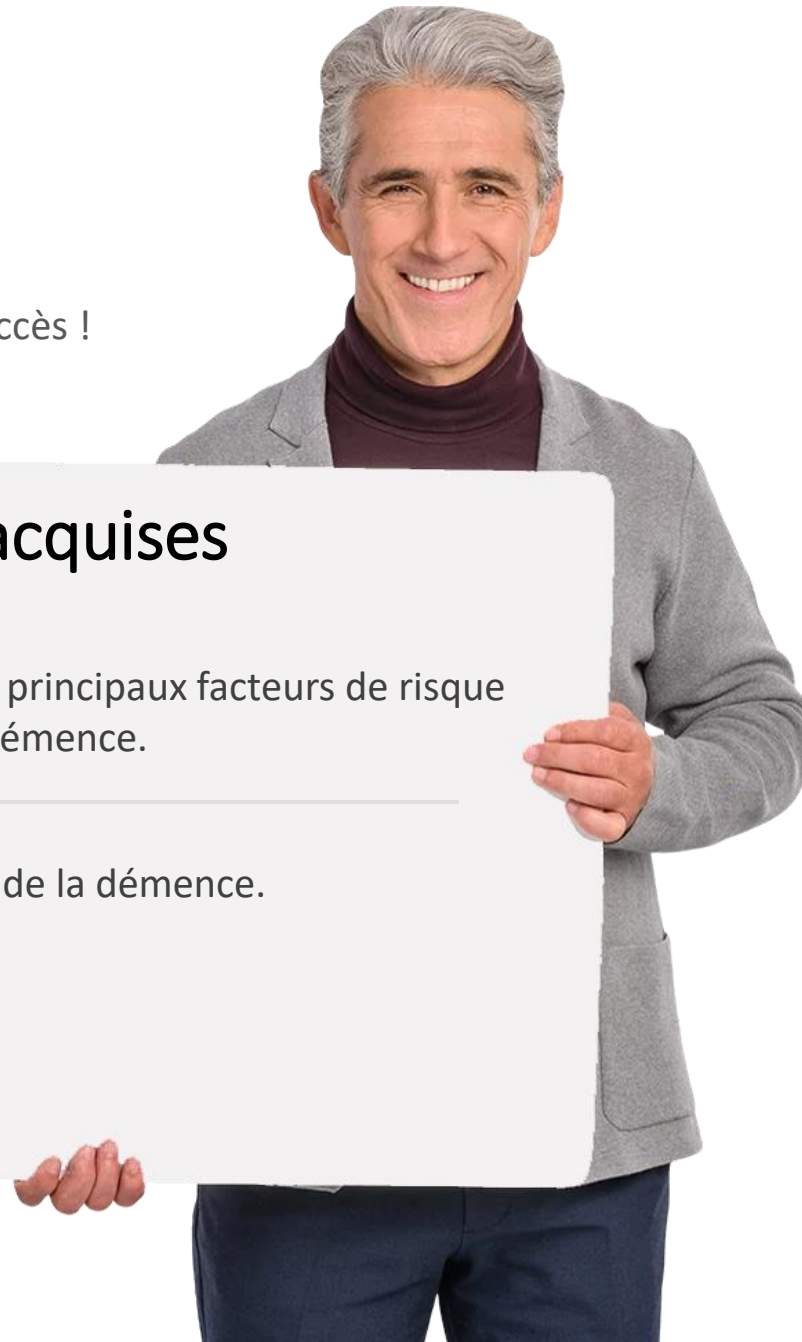 ccès !
acquises
principaux facteurs de risque
émence.
de la démence.